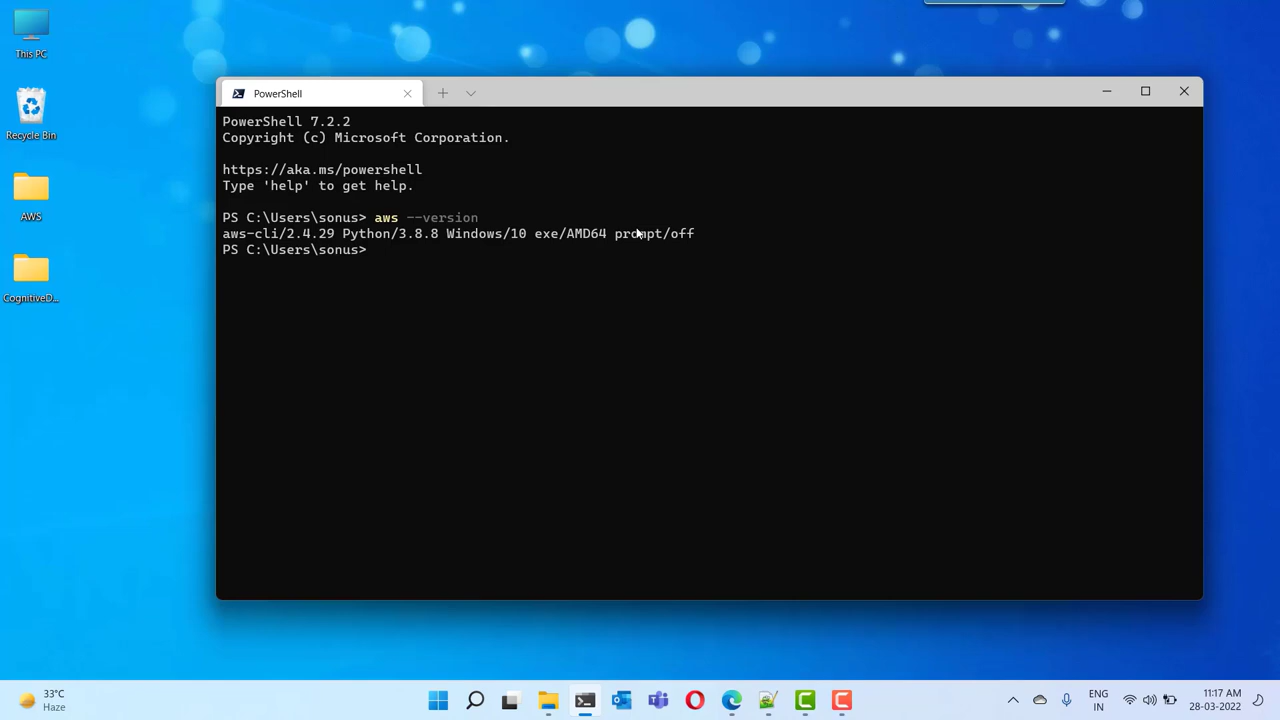 This PC
Recycle Bin
AWS
CognitiveD...
PowerShell
PowerShell 7.2.2
Copyright (c) Microsoft Corporation.
https://aka.ms/powershell
Type 'help' to get help.
PS C:\Users\sonus> aws --version
aws-cli/2.4.29 Python/3.8.8 Windows/10 exe/AMD64 prompt/off
PS C:\Users\sonus>
33°C
Haze
ENG
IN
11:17 AM
28-03-2022